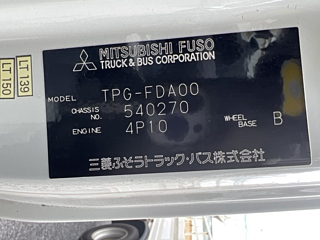 MITSUBISHI FUSO
TRUCK & BUS CORPORATION
MODEL TPG-FDA00
CHASSIS NO. 540270
ENGINE 4P10
WHEEL BASE B
三菱ふそうトラック・バス株式会社
LT 139
LT 150